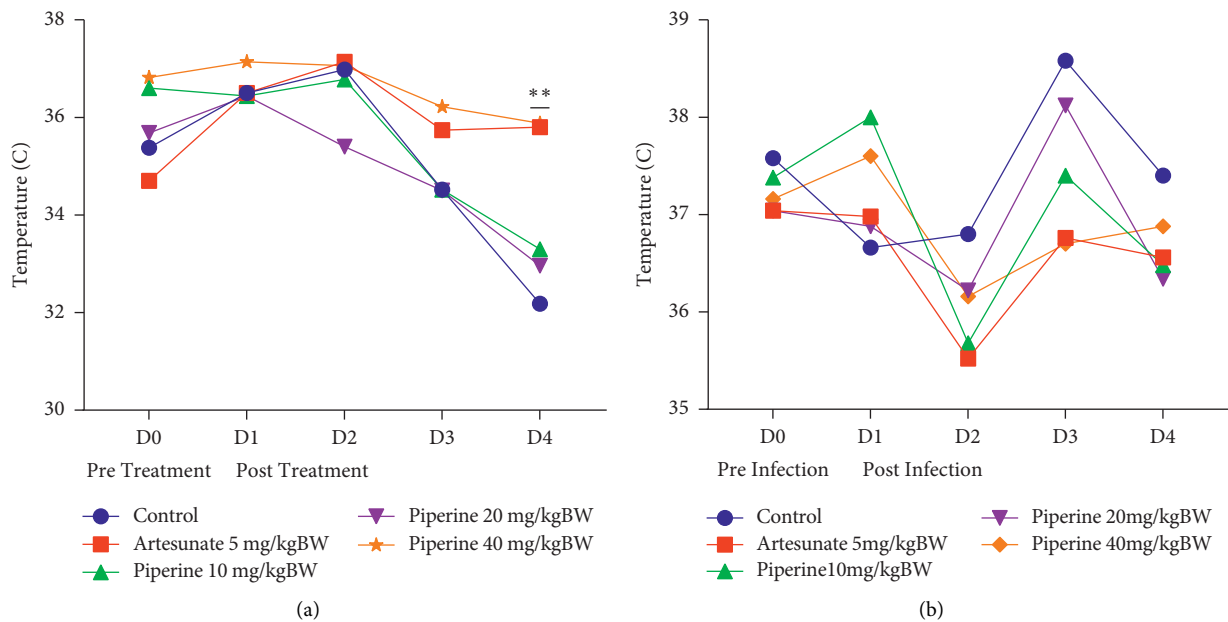 38
36
34
32
30
Temperature (C)
**
D0 D1 D2 D3 D4
Pre Treatment Post Treatment
Control
Artesunate 5 mg/kgBW
Piperine 10 mg/kgBW
Piperine 20 mg/kgBW
Piperine 40 mg/kgBW
(a)
39
38
37
36
35
Temperature (C)
D0 D1 D2 D3 D4
Pre Infection Post Infection
Control
Artesunate 5mg/kgBW
Piperine10mg/kgBW
Piperine 20mg/kgBW
Piperine 40mg/kgBW
(b)